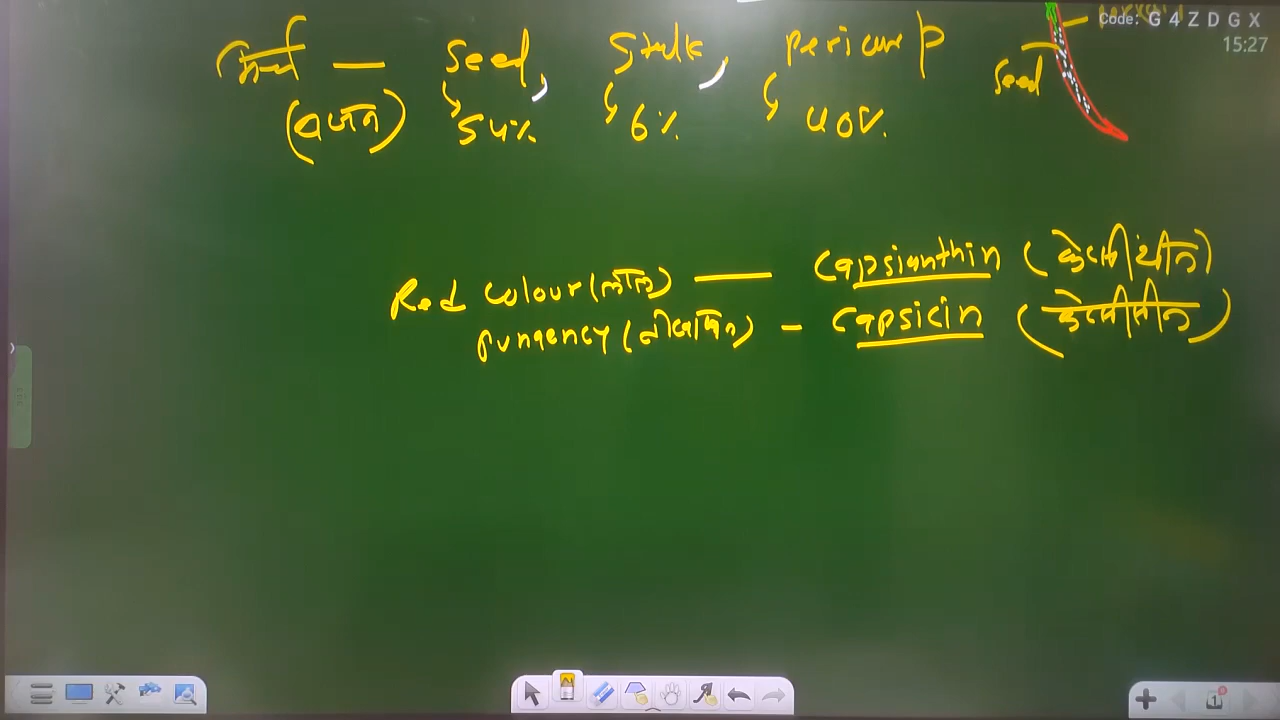 Code: G 4 Z D G X
15:27
मिर्च — Seed, Stalk, Pericarp
Seed
(वजन) 54% 6% 40%.
Red Colour (लाल) — Capsianthin (केप्सीथीन)
Pungency (तीखापन) - Capsicin (केप्सीसीन)